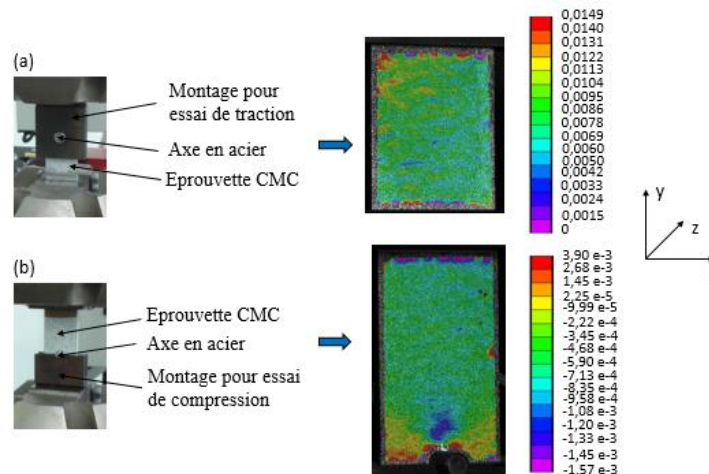 (a)
Montage pour
essai de traction
Axe en acier
Eprouvette CMC
0,0149
0,0140
0,0131
0,0122
0,0113
0,0104
0,0095
0,0086
0,0078
0,0069
0,0060
0,0050
0,0042
0,0033
0,0024
0,0015
0
y
z
(b)
Eprouvette CMC
Axe en acier
Montage pour essai
de compression
3,90 e-3
2,68 e-3
1,45 e-3
2,25 e-5
-9,99 e-5
-2,22 e-4
-3,45 e-4
-4,68 e-4
-5,90 e-4
-7,13 e-4
-8,35 e-4
-9,58 e-4
-1,08 e-3
-1,20 e-3
-1,33 e-3
-1,45 e-3
-1.57 e-3